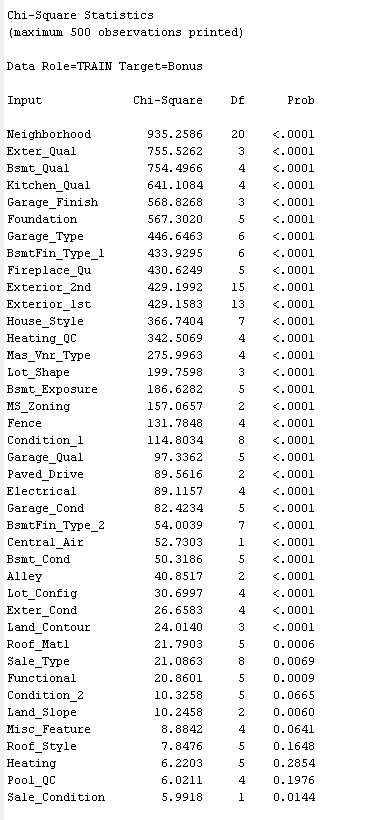 Chi-Square Statistics
(maximum 500 observations printed)
Data Role=TRAIN Target=Bonus
Input Chi-Square Df Prob
Neighborhood 935.2586 20 <.0001
Exter_Qual 755.5262 3 <.0001
Bsmt_Qual 754.4966 4 <.0001
Kitchen_Qual 641.1084 4 <.0001
Garage_Finish 568.8268 3 <.0001
Foundation 567.3020 5 <.0001
Garage_Type 446.6463 6 <.0001
BsmtFin_Type_1 433.9295 6 <.0001
Fireplace_Qu 430.6249 5 <.0001
Exterior_2nd 429.1992 15 <.0001
Exterior_1st 429.1583 13 <.0001
House_Style 366.7404 7 <.0001
Heating_QC 342.5069 4 <.0001
Mas_Vnr_Type 275.9963 4 <.0001
Lot_Shape 199.7598 3 <.0001
Bsmt_Exposure 186.6282 5 <.0001
MS_Zoning 157.0657 2 <.0001
Fence 131.7848 4 <.0001
Condition_1 114.8034 8 <.0001
Garage_Qual 97.3362 5 <.0001
Paved_Drive 89.5616 2 <.0001
Electrical 89.1157 4 <.0001
Garage_Cond 82.4234 5 <.0001
BsmtFin_Type_2 54.0039 7 <.0001
Central_Air 52.7303 1 <.0001
Bsmt_Cond 50.3186 5 <.0001
Alley 40.8517 2 <.0001
Lot_Config 30.6997 4 <.0001
Exter_Cond 26.6583 4 <.0001
Land_Contour 24.0140 3 <.0001
Roof_Matl 21.7903 5 0.0006
Sale_Type 21.0863 8 0.0069
Functional 20.8601 5 0.0009
Condition_2 10.3258 5 0.0665
Land_Slope 10.2458 2 0.0060
Misc_Feature 8.8842 4 0.0641
Roof_Style 7.8476 5 0.1648
Heating 6.2203 5 0.2854
Pool_QC 6.0211 4 0.1976
Sale_Condition 5.9918 1 0.0144